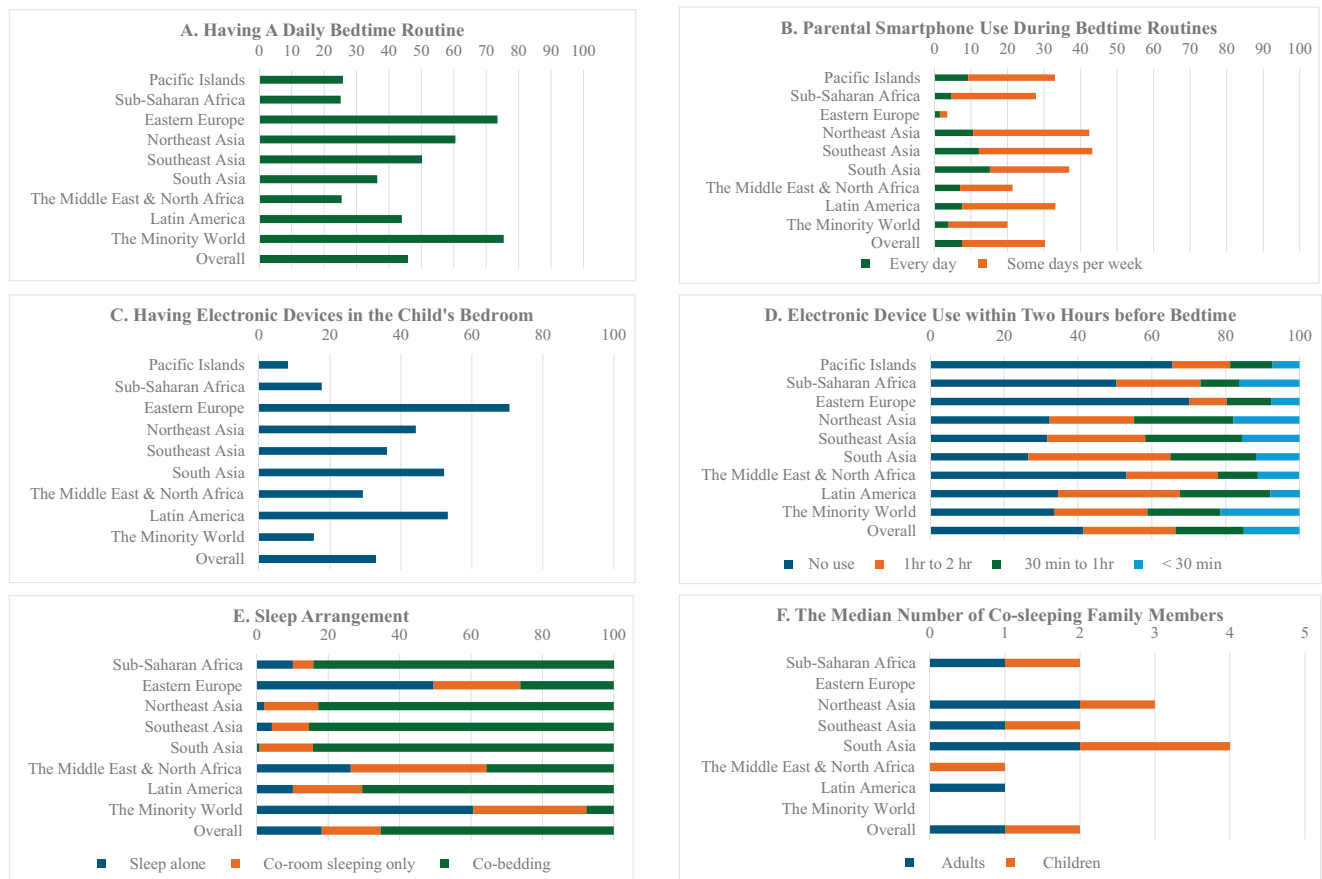 A. Having A Daily Bedtime Routine
0 10 20 30 40 50 60 70 80 90 100
Pacific Islands
Sub-Saharan Africa
Eastern Europe
Northeast Asia
Southeast Asia
South Asia
The Middle East & North Africa
Latin America
The Minority World
Overall
B. Parental Smartphone Use During Bedtime Routines
0 10 20 30 40 50 60 70 80 90 100
Pacific Islands
Sub-Saharan Africa
Eastern Europe
Northeast Asia
Southeast Asia
South Asia
The Middle East & North Africa
Latin America
The Minority World
Overall
Every day Some days per week
C. Having Electronic Devices in the Child's Bedroom
0 20 40 60 80 100
Pacific Islands
Sub-Saharan Africa
Eastern Europe
Northeast Asia
Southeast Asia
South Asia
The Middle East & North Africa
Latin America
The Minority World
Overall
D. Electronic Device Use within Two Hours before Bedtime
0 20 40 60 80 100
Pacific Islands
Sub-Saharan Africa
Eastern Europe
Northeast Asia
Southeast Asia
South Asia
The Middle East & North Africa
Latin America
The Minority World
Overall
No use 1hr to 2 hr 30 min to 1hr < 30 min
E. Sleep Arrangement
0 20 40 60 80 100
Sub-Saharan Africa
Eastern Europe
Northeast Asia
Southeast Asia
South Asia
The Middle East & North Africa
Latin America
The Minority World
Overall
Sleep alone Co-room sleeping only Co-bedding
F. The Median Number of Co-sleeping Family Members
0 1 2 3 4 5
Sub-Saharan Africa
Eastern Europe
Northeast Asia
Southeast Asia
South Asia
The Middle East & North Africa
Latin America
The Minority World
Overall
Adults Children